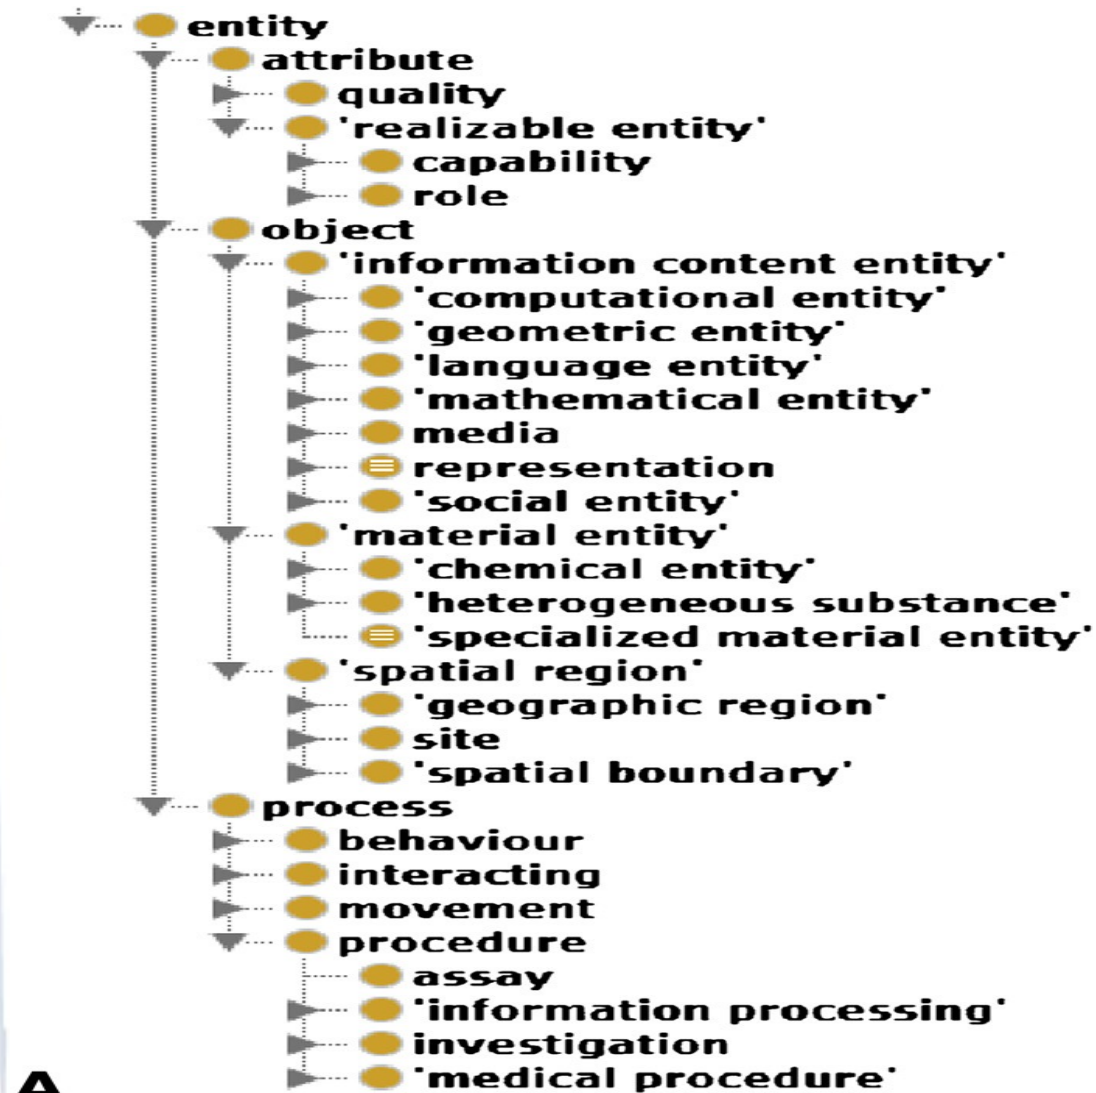 entity
attribute
quality
'realizable entity'
capability
role
object
'information content entity'
'computational entity'
'geometric entity'
'language entity'
'mathematical entity'
media
representation
'social entity'
'material entity'
'chemical entity'
'heterogeneous substance'
'specialized material entity'
'spatial region'
'geographic region'
site
'spatial boundary'
process
behaviour
interacting
movement
procedure
assay
'information processing'
investigation
'medical procedure'
A